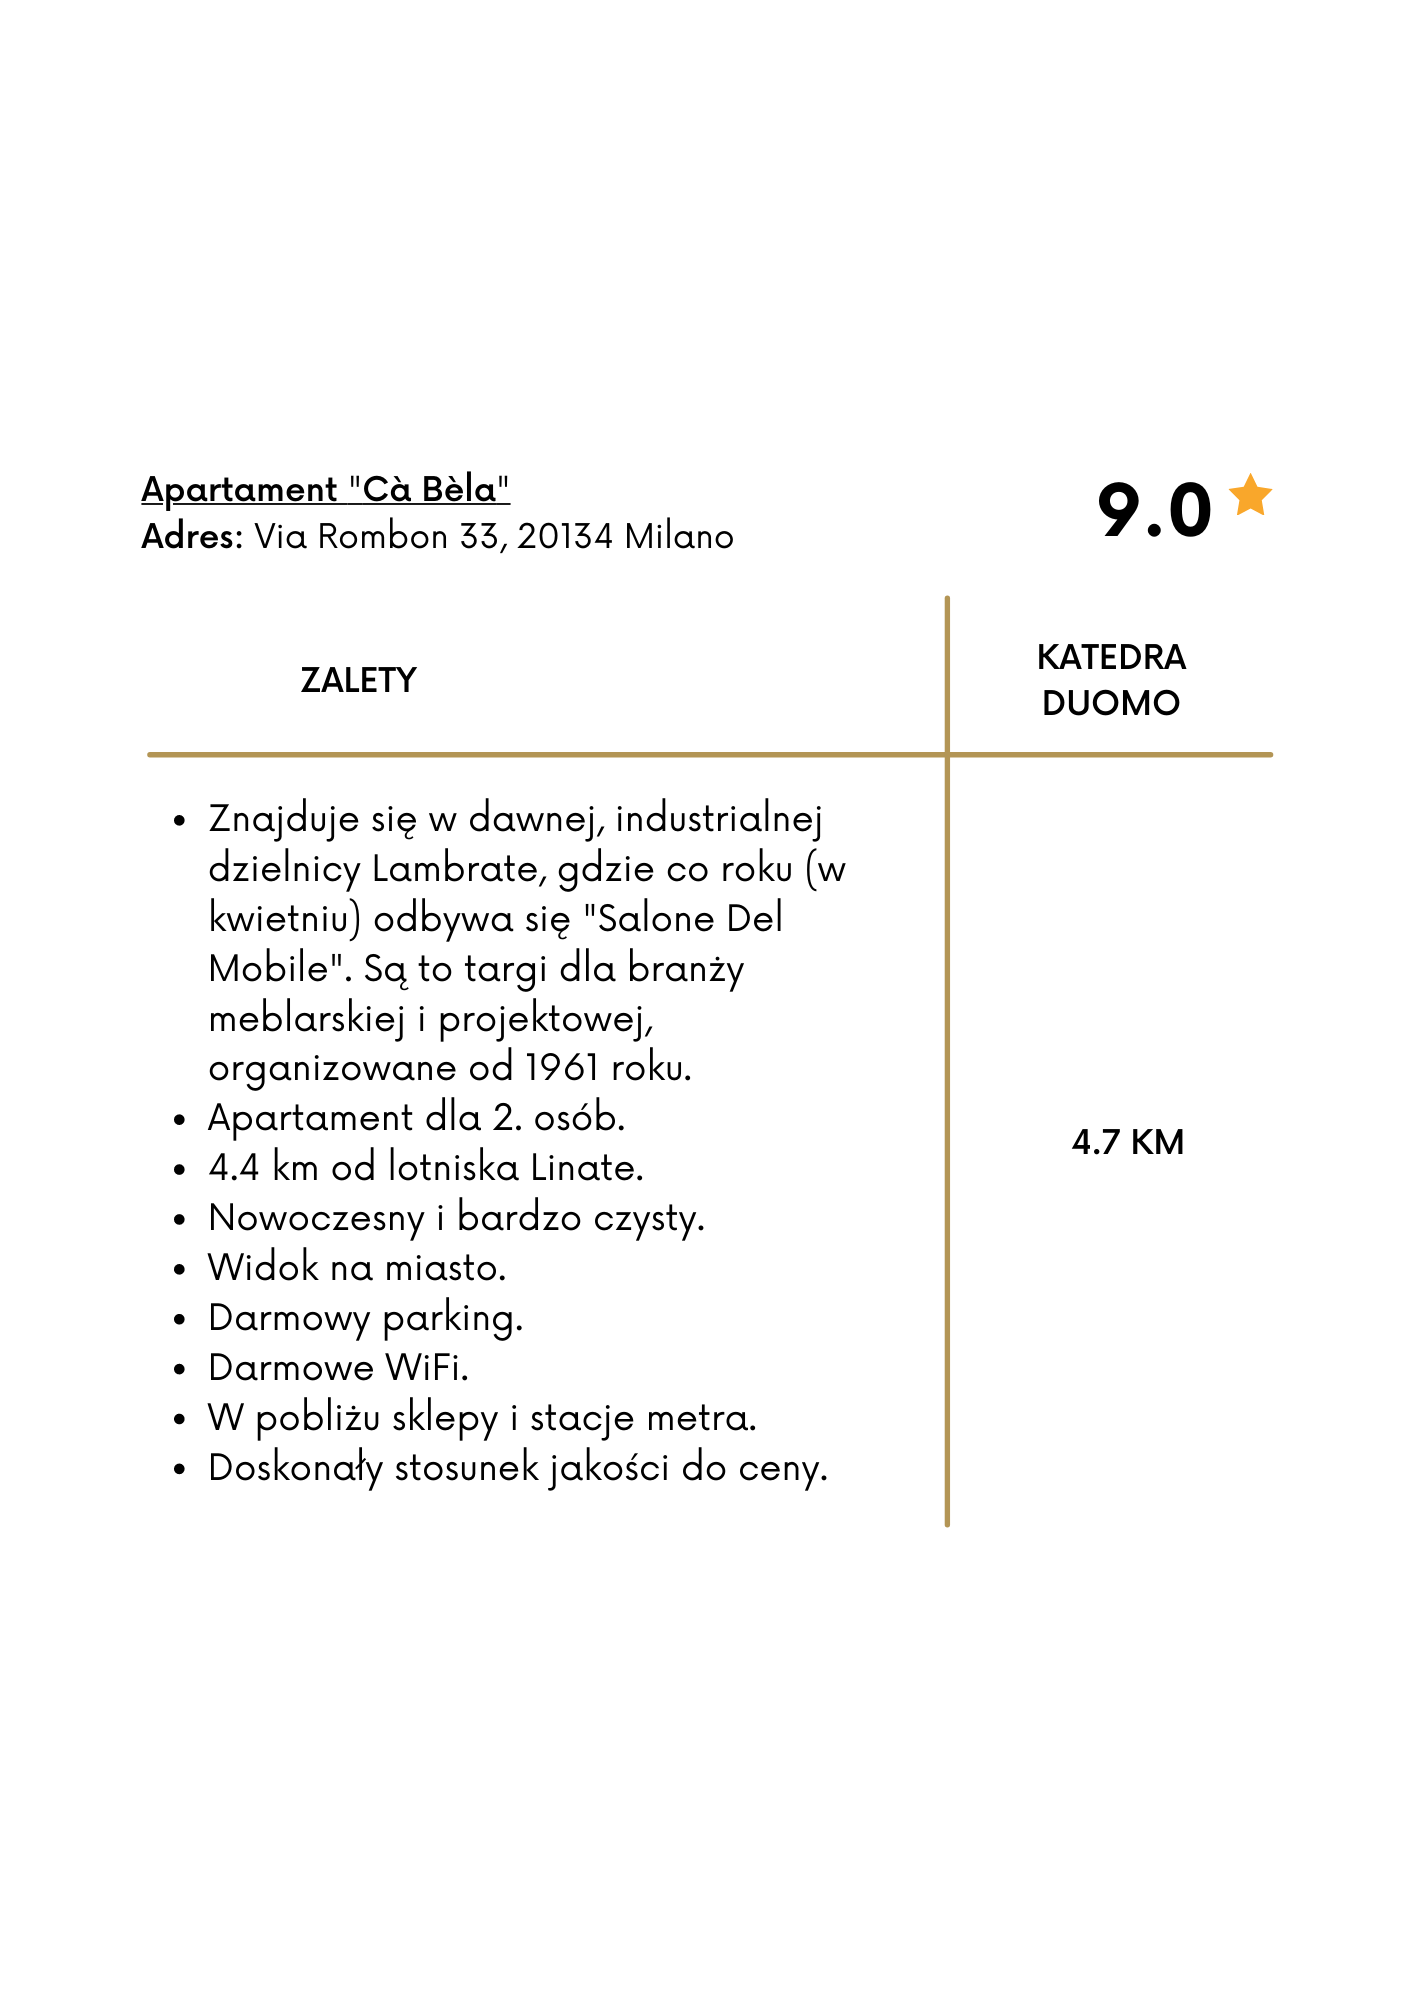 Apartament "Cà Bèla"
Adres: Via Rombon 33, 20134 Milano
9.0
ZALETY
KATEDRA
DUOMO
• Znajduje się w dawnej, industrialnej
dzielnicy Lambrate, gdzie co roku (w
kwietniu) odbywa się "Salone Del
Mobile". Są to targi dla branży
meblarskiej i projektowej,
organizowane od 1961 roku.
• Apartament dla 2. osób.
• 4.4 km od lotniska Linate.
• Nowoczesny i bardzo czysty.
• Widok na miasto.
• Darmowy parking.
• Darmowe WiFi.
• W pobliżu sklepy i stacje metra.
• Doskonały stosunek jakości do ceny.
4.7 KM